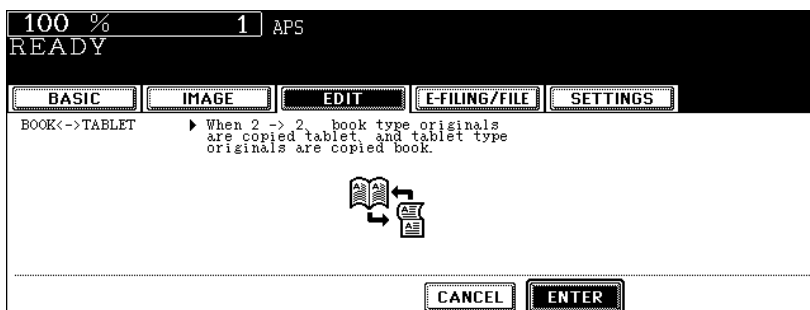 100 % 1 APS
READY
BASIC IMAGE EDIT E-FILING/FILE SETTINGS
BOOK<->TABLET ▶ When 2 -> 2, book type originals
are copied tablet, and tablet type
originals are copied book.
CANCEL ENTER